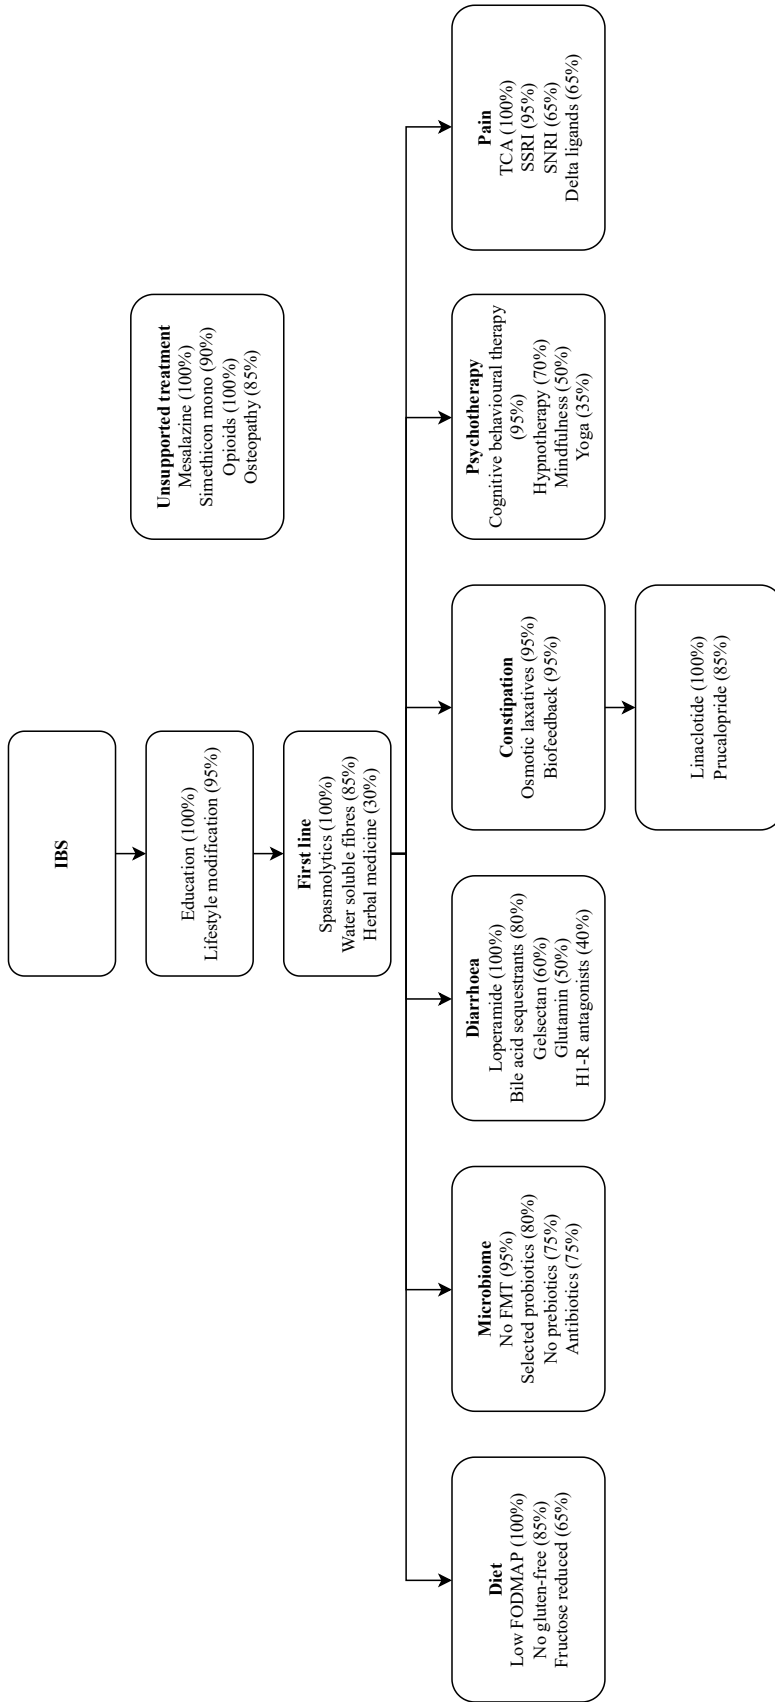 IBS
Education (100%)
Lifestyle modification (95%)
Unsupported treatment
Mesalazine (100%)
Simethicon mono (90%)
Opioids (100%)
Osteopathy (85%)
First line
Spasmolytics (100%)
Water soluble fibres (85%)
Herbal medicine (30%)
Diet
Low FODMAP (100%)
No gluten-free (85%)
Fructose reduced (65%)
Microbiome
No FMT (95%)
Selected probiotics (80%)
No prebiotics (75%)
Antibiotics (75%)
Diarrhoea
Loperamide (100%)
Bile acid sequestrants (80%)
Gelsectan (60%)
Glutamin (50%)
H1-R antagonists (40%)
Constipation
Osmotic laxatives (95%)
Biofeedback (95%)
Psychotherapy
Cognitive behavioural therapy
(95%)
Hypnotherapy (70%)
Mindfulness (50%)
Yoga (35%)
Pain
TCA (100%)
SSRI (95%)
SNRI (65%)
Delta ligands (65%)
Linaclotide (100%)
Prucalopride (85%)